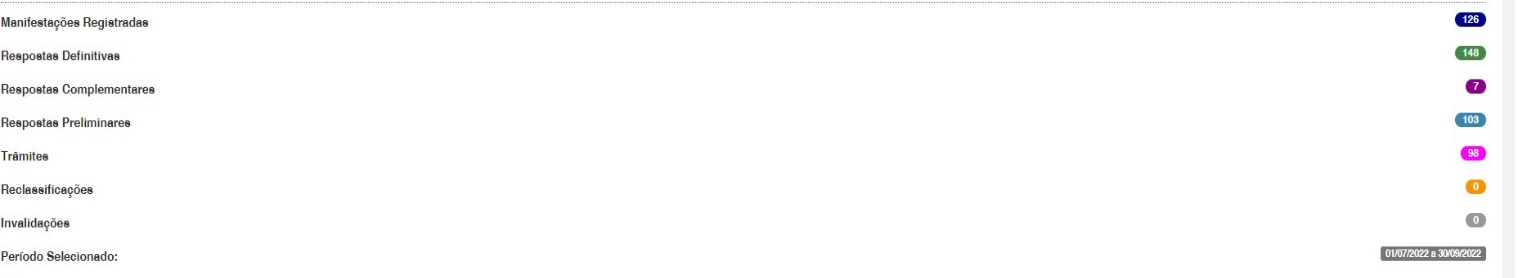 Manifestações Registradas 126
Respostas Definitivas 148
Respostas Complementares 7
Respostas Preliminares 103
Trâmites 98
Reclassificações 0
Invalidações 0
Período Selecionado: 01/07/2022 a 30/09/2022